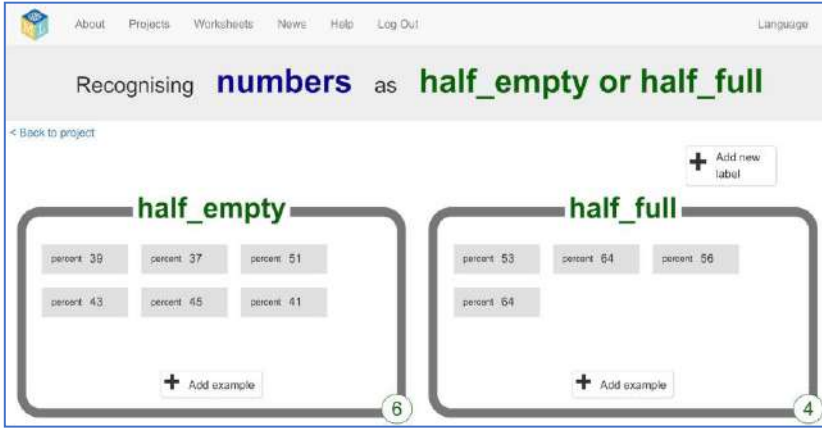 About Projects Worksheets News Help Log Out Language
Recognising numbers as half_empty or half_full
< Back to project
Add new
label
half_empty
percent 39 percent 37 percent 51
percent 43 percent 45 percent 41
Add example
6
half_full
percent 53 percent 64 percent 56
percent 64
Add example
4